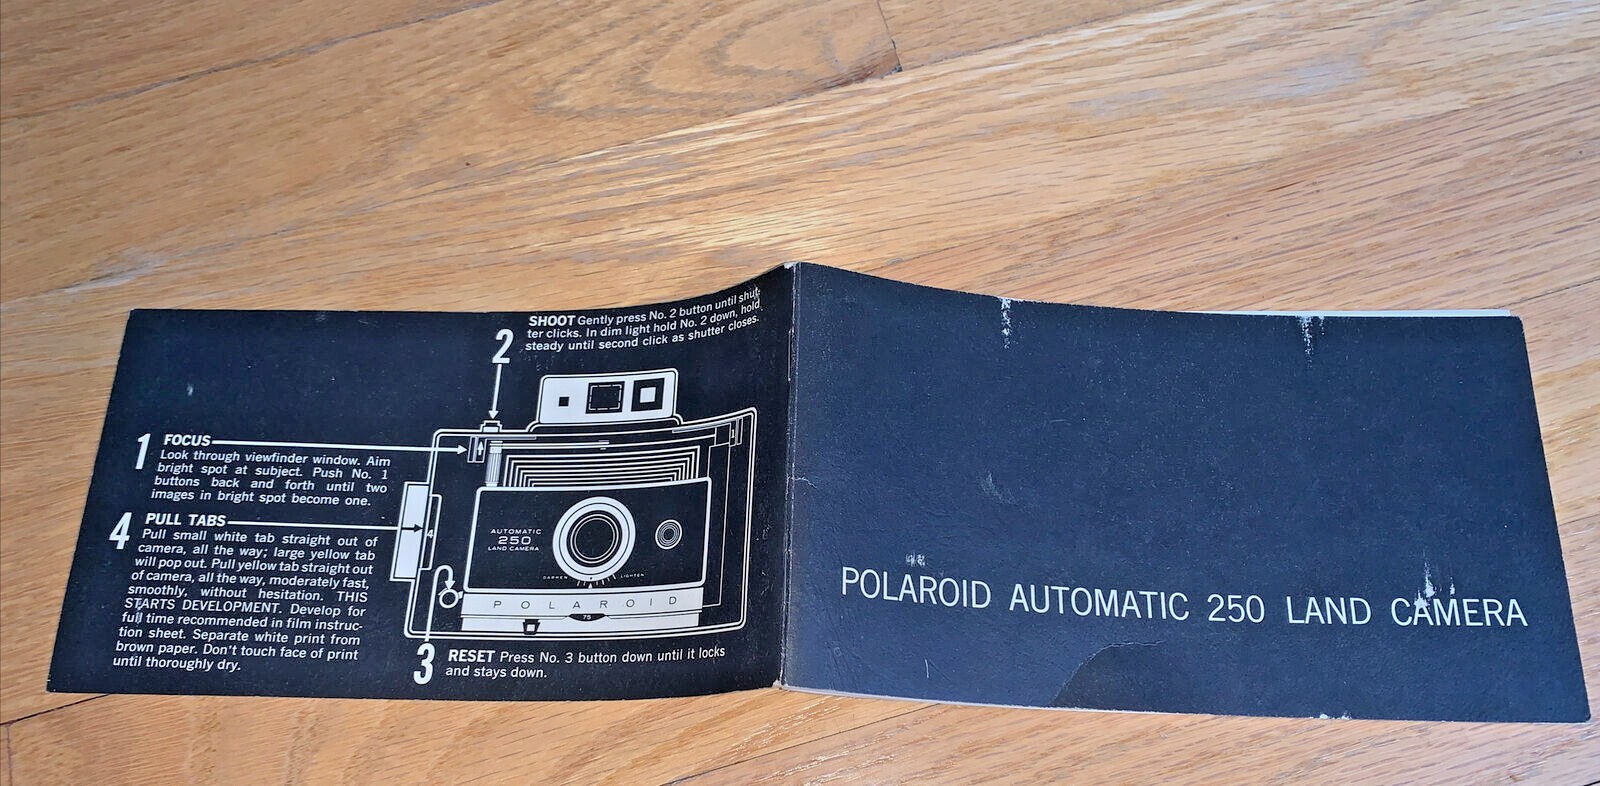 2
SHOOT Gently press No. 2 button until shut-
ter clicks. In dim light hold No. 2 down, hold
steady until second click as shutter closes.
1
FOCUS
Look through viewfinder window. Aim
bright spot at subject. Push No. 1
buttons back and forth until two
images in bright spot become one.
4
PULL TABS
Pull small white tab straight out of
camera, all the way; large yellow tab
will pop out. Pull yellow tab straight out
of camera, all the way, moderately fast,
smoothly, without hesitation. THIS
STARTS DEVELOPMENT. Develop for
full time recommended in film instruc-
tion sheet. Separate white print from
brown paper. Don't touch face of print
until thoroughly dry.
4
AUTOMATIC
250
LAND CAMERA
DARKEN
LIGHTEN
POLAROID
75
3
RESET Press No. 3 button down until it locks
and stays down.
POLAROID AUTOMATIC 250 LAND CAMERA